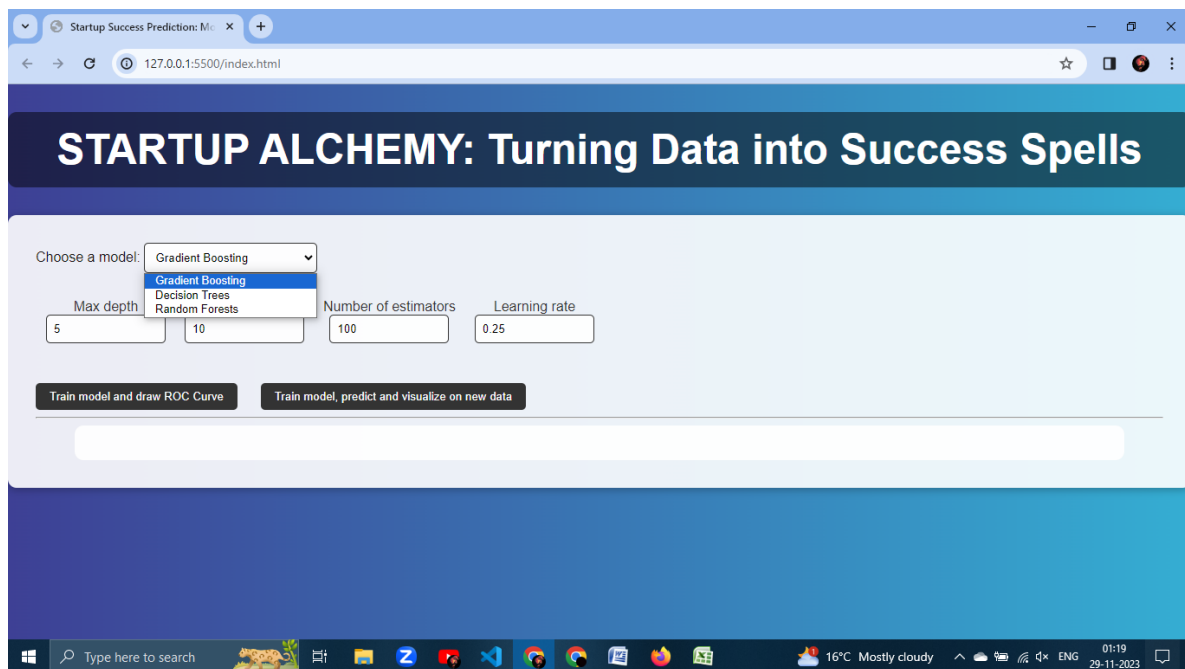 Startup Success Prediction: Mo
127.0.0.1:5500/index.html
STARTUP ALCHEMY: Turning Data into Success Spells
Choose a model: Gradient Boosting
Gradient Boosting
Decision Trees
Random Forests
Max depth Number of estimators Learning rate
5 10 100 0.25
Train model and draw ROC Curve Train model, predict and visualize on new data
Type here to search 16°C Mostly cloudy ENG 01:19
29-11-2023